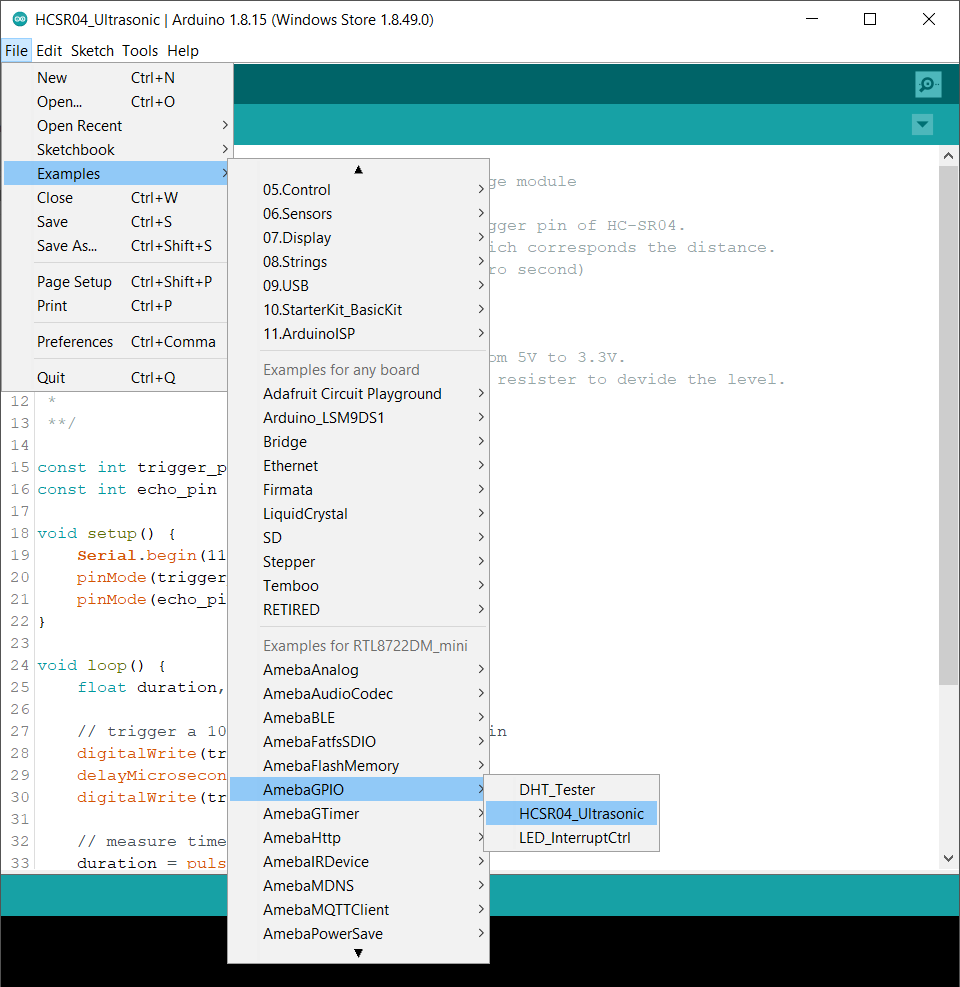 HCSR04_Ultrasonic | Arduino 1.8.15 (Windows Store 1.8.49.0)
File Edit Sketch Tools Help
New Ctrl+N
Open... Ctrl+O
Open Recent
Sketchbook
Examples
Close Ctrl+W
Save Ctrl+S
Save As... Ctrl+Shift+S
Page Setup Ctrl+Shift+P
Print Ctrl+P
Preferences Ctrl+Comma
Quit Ctrl+Q
05.Control
06.Sensors
07.Display
08.Strings
09.USB
10.StarterKit_BasicKit
11.ArduinoISP
Examples for any board
Adafruit Circuit Playground
Arduino_LSM9DS1
Bridge
Ethernet
Firmata
LiquidCrystal
SD
Stepper
Temboo
RETIRED
Examples for RTL8722DM_mini
AmebaAnalog
AmebaAudioCodec
AmebaBLE
AmebaFatfsSDIO
AmebaFlashMemory
AmebaGPIO
AmebaGTimer
AmebaHttp
AmebaIRDevice
AmebaMDNS
AmebaMQTTClient
AmebaPowerSave
DHT_Tester
HCSR04_Ultrasonic
LED_InterruptCtrl
ge module
gger pin of HC-SR04.
ich corresponds the distance.
ro second)
om 5V to 3.3V.
resister to devide the level.
12 *
13 **/
14
15 const int trigger_p
16 const int echo_pin
17
18 void setup() {
19 Serial.begin(11
20 pinMode(trigger
21 pinMode(echo_pi
22 }
23
24 void loop() {
25 float duration,
26
27 // trigger a 10 in
28 digitalWrite(tr
29 delayMicrosecon
30 digitalWrite(tr
31
32 // measure time
33 duration = puls